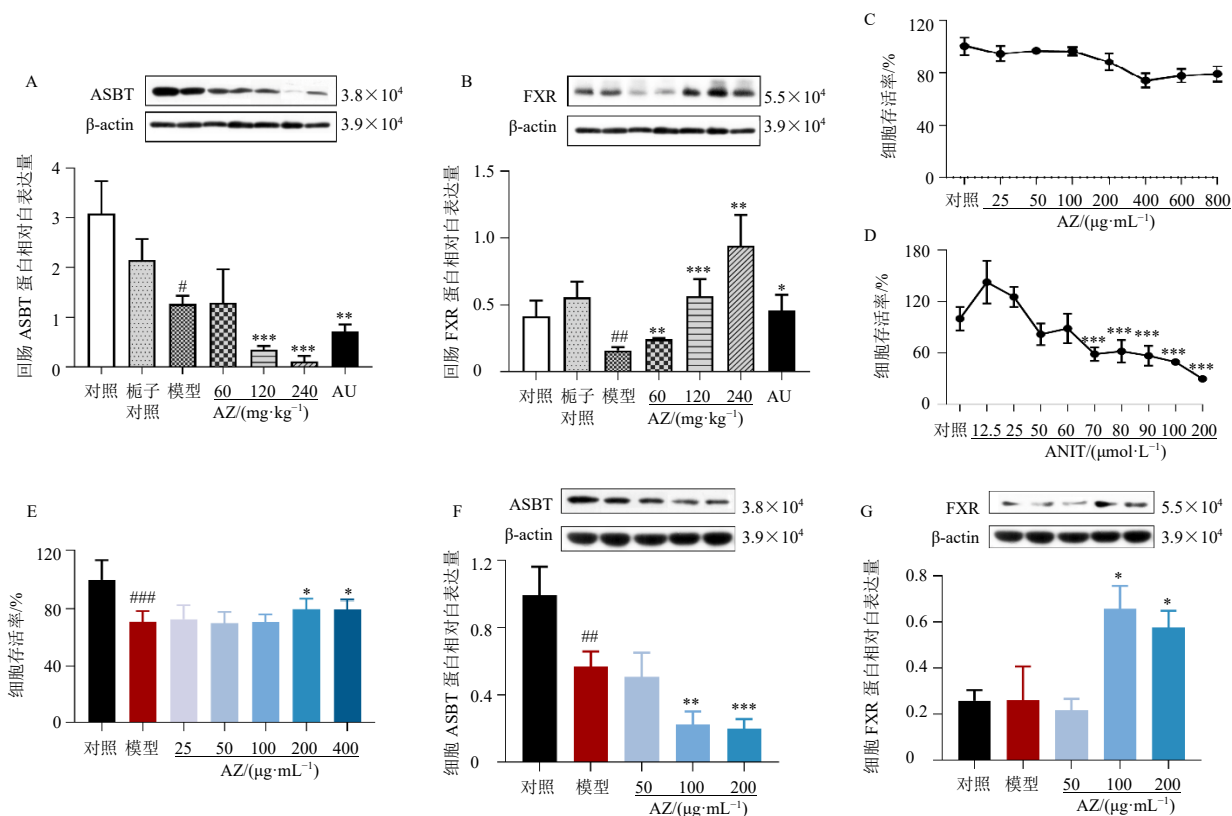 A
ASBT
3.8×10⁴
β-actin
3.9×10⁴
回肠 ASBT 蛋白相对白表达量
4
3
2
1
0
#
***
***
**
对照
栀子
对照
模型
60
120
240
AU
AZ/(mg·kg⁻¹)
B
FXR
5.5×10⁴
β-actin
3.9×10⁴
回肠 FXR 蛋白相对白表达量
1.5
1.0
0.5
0
##
**
***
**
*
对照
栀子
对照
模型
60
120
240
AU
AZ/(mg·kg⁻¹)
C
细胞存活率/%
120
80
40
0
对照
25
50
100
200
400
600
800
AZ/(μg·mL⁻¹)
D
细胞存活率/%
180
120
60
0
***
***
***
***
***
对照
12.5
25
50
60
70
80
90
100
200
ANIT/(μmol·L⁻¹)
E
细胞存活率/%
120
80
40
0
###
*
*
对照
模型
25
50
100
200
400
AZ/(μg·mL⁻¹)
F
ASBT
3.8×10⁴
β-actin
3.9×10⁴
细胞 ASBT 蛋白相对白表达量
1.2
0.8
0.4
0
##
**
***
对照
模型
50
100
200
AZ/(μg·mL⁻¹)
G
FXR
5.5×10⁴
β-actin
3.9×10⁴
细胞 FXR 蛋白相对白表达量
0.8
0.6
0.4
0.2
0
*
*
对照
模型
50
100
200
AZ/(μg·mL⁻¹)